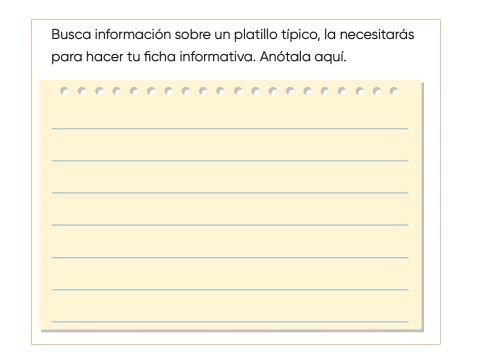 Busca información sobre un platillo típico, la necesitarás
para hacer tu ficha informativa. Anótala aquí.